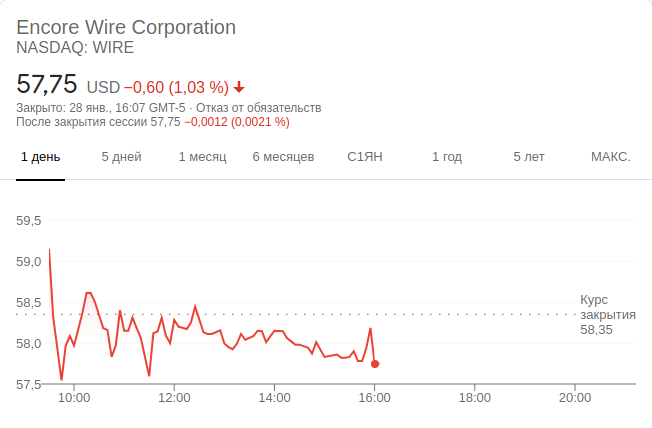 Encore Wire Corporation
NASDAQ: WIRE
57,75 USD −0,60 (1,03 %)
Закрыто: 28 янв., 16:07 GMT-5 · Отказ от обязательств
После закрытия сессии 57,75 −0,0012 (0,0021 %)
1 день 5 дней 1 месяц 6 месяцев С1ЯН 1 год 5 лет МАКС.
59,5
59,0
58,5
58,0
57,5
Курс
закрытия
58,35
10:00 12:00 14:00 16:00 18:00 20:00